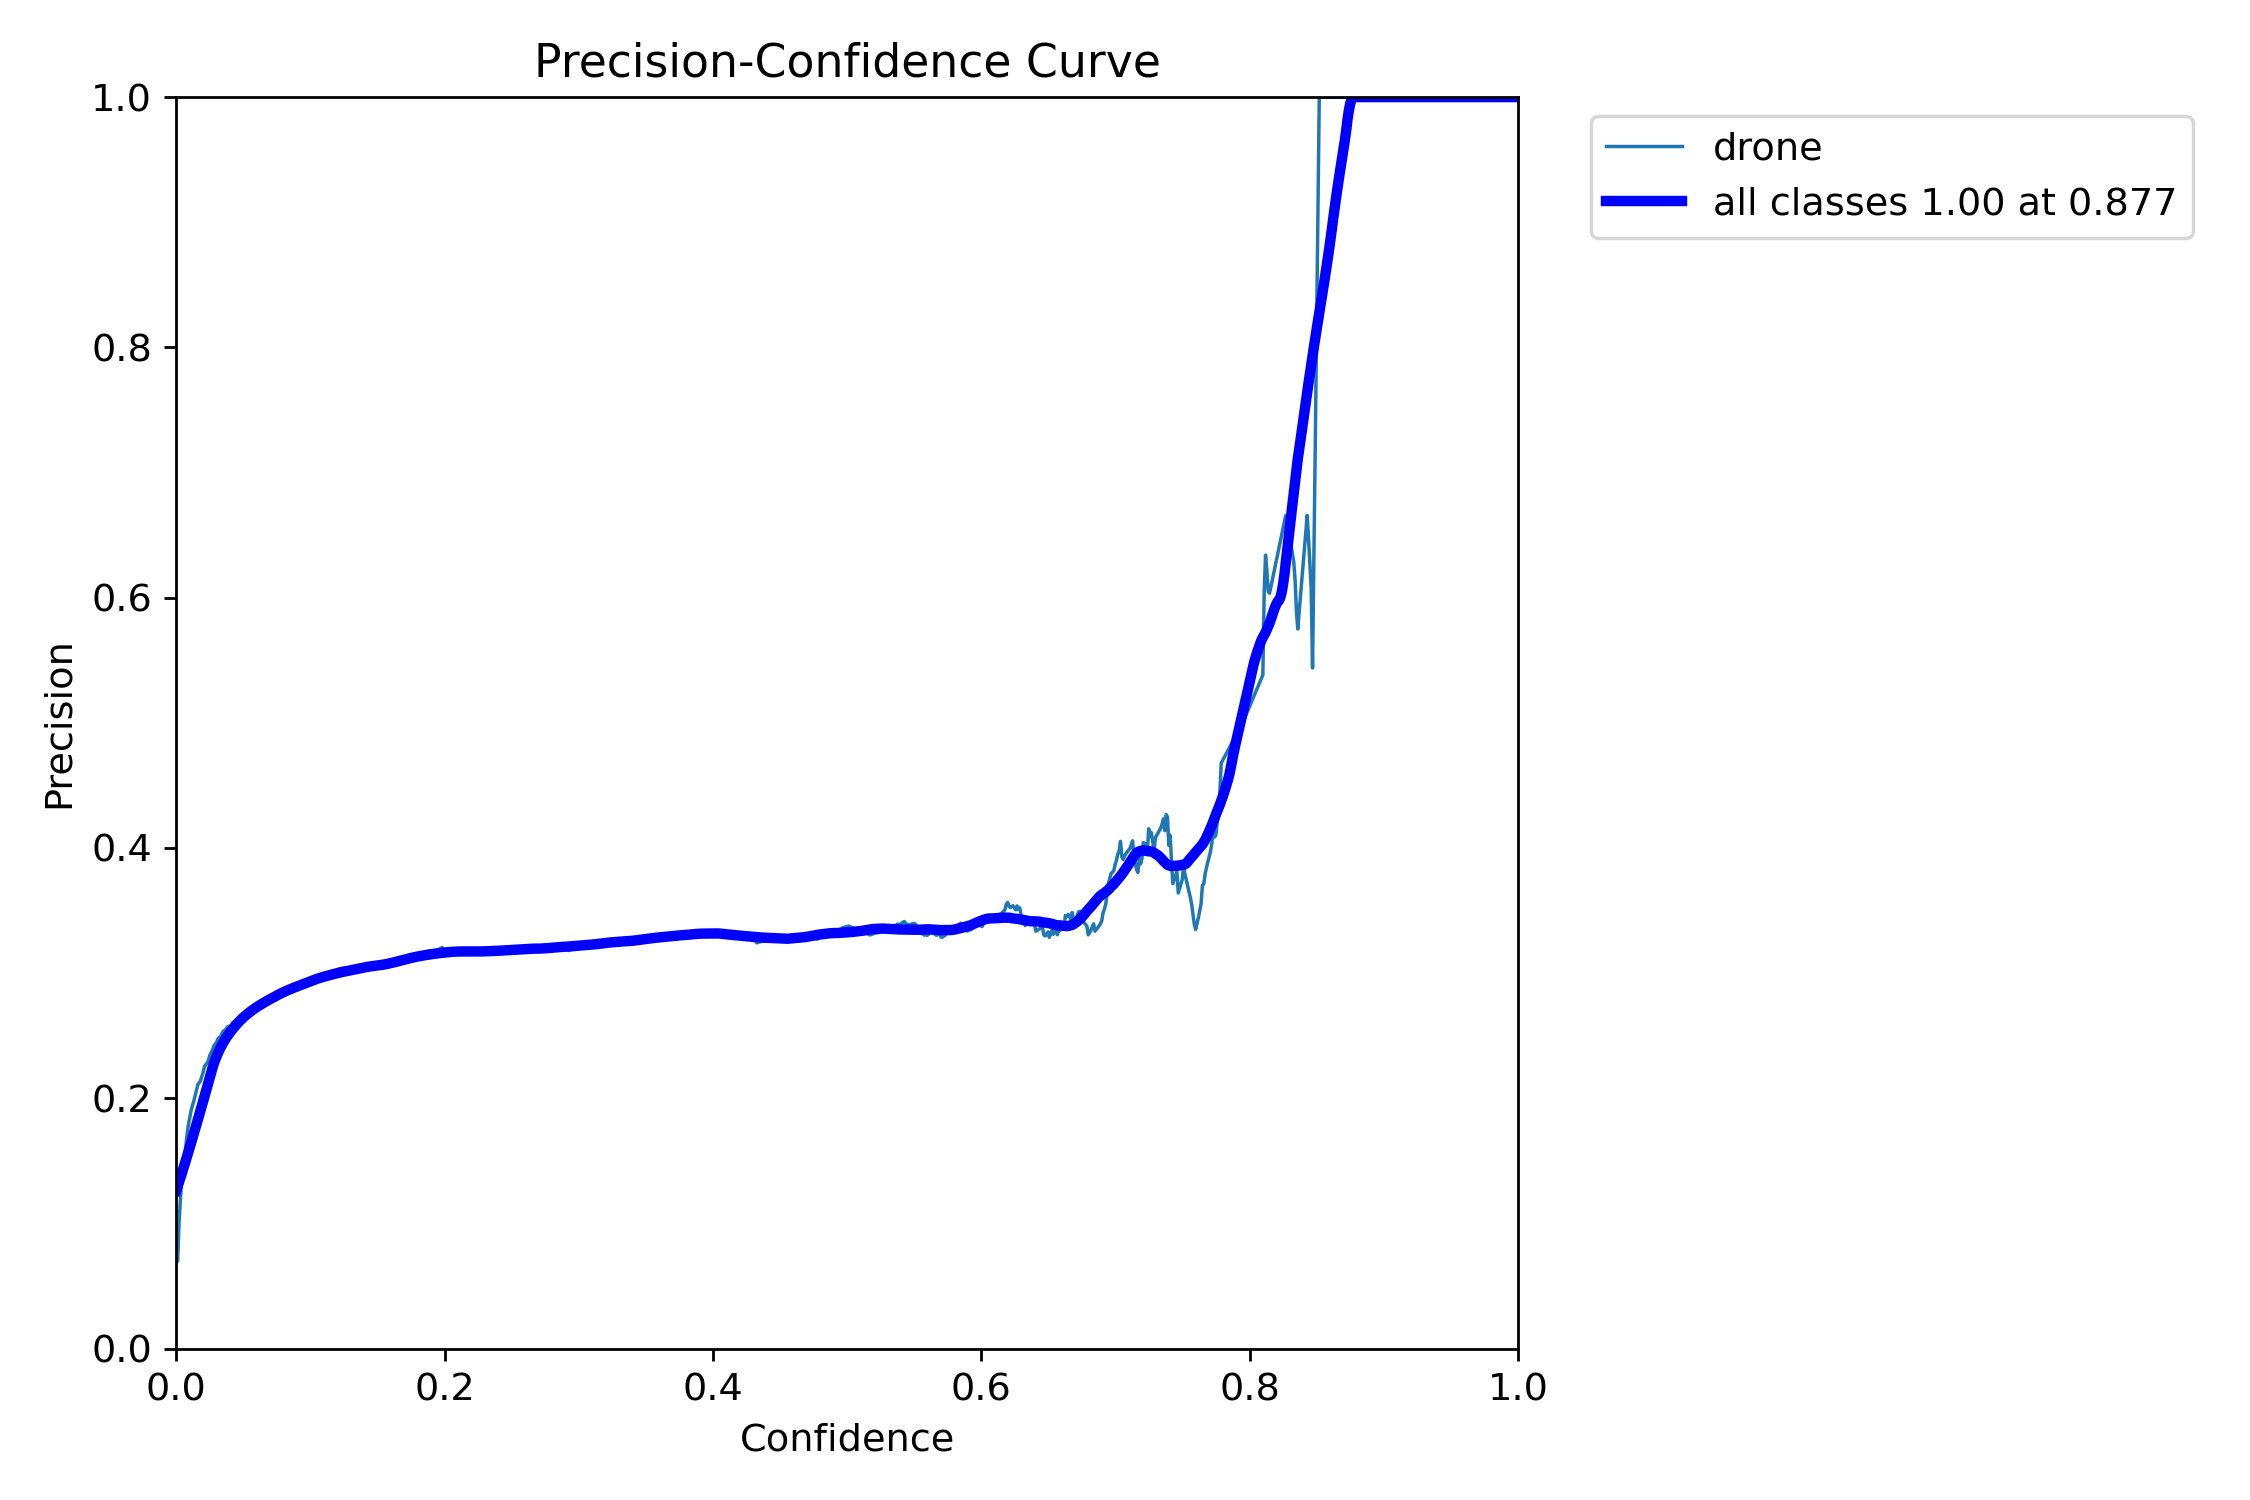 Precision-Confidence Curve
1.0
0.8
0.6
0.4
0.2
0.0
Precision
0.0 0.2 0.4 0.6 0.8 1.0
Confidence
drone
all classes 1.00 at 0.877